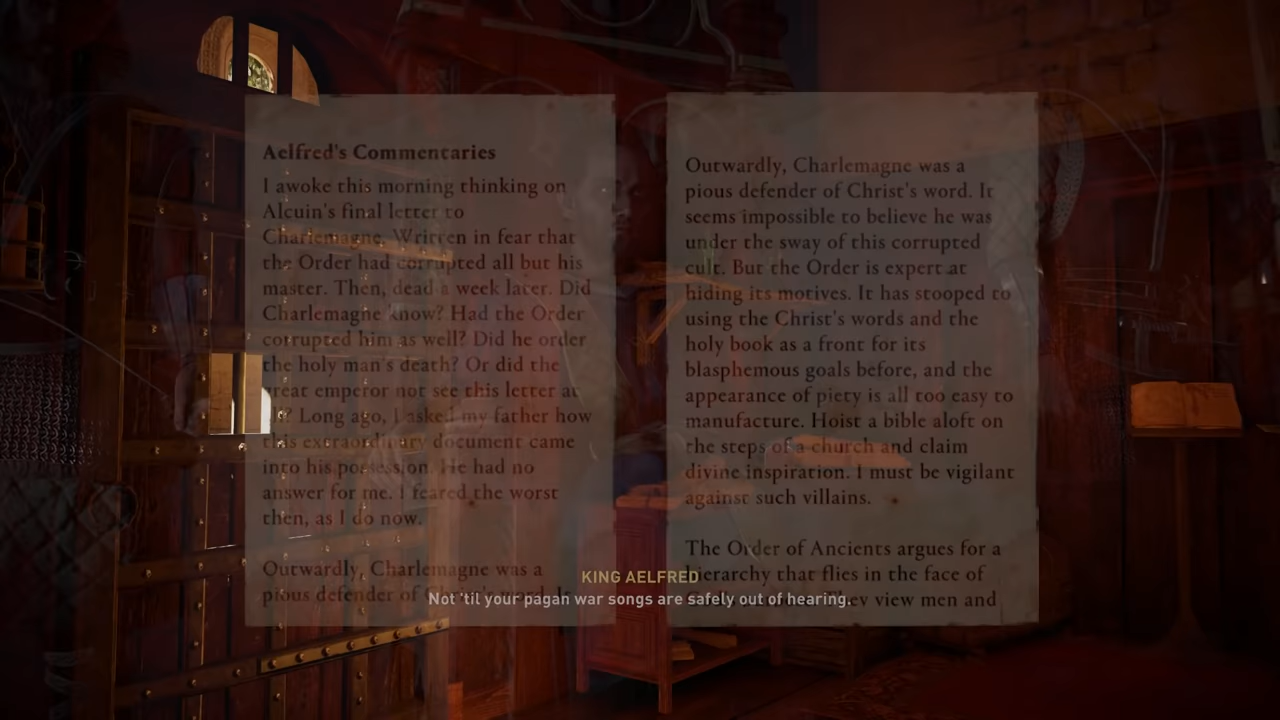 Aelfred's Commentaries
I awoke this morning thinking on
Alcuin's final letter to
Charlemagne. Written in fear that
the Order had corrupted all but his
master. Then, dead a week later. Did
Charlemagne know? Had the Order
corrupted him as well? Did he order
the holy man's death? Or did the
great emperor not see this letter at
all? Long ago, I asked my father how
this extraordinary document came
into his possession. He had no
answer for me. I feared the worst
then, as I do now.
Outwardly, Charlemagne was a
pious defender of Christ's word. It
Outwardly, Charlemagne was a
pious defender of Christ's word. It
seems impossible to believe he was
under the sway of this corrupted
cult. But the Order is expert at
hiding its motives. It has stooped to
using the Christ's words and the
holy book as a front for its
blasphemous goals before, and the
appearance of piety is all too easy to
manufacture. Hoist a bible aloft on
the steps of a church and claim
divine inspiration. I must be vigilant
against such villains.
The Order of Ancients argues for a
hierarchy that flies in the face of
They view men and
KING AELFRED
Not 'til your pagan war songs are safely out of hearing.